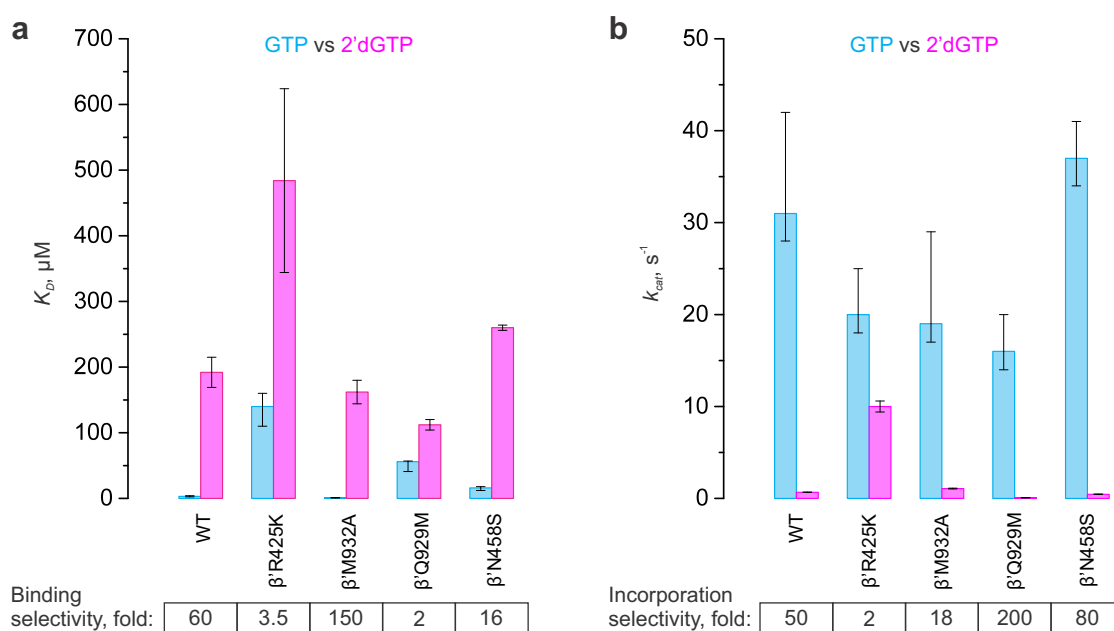 a
GTP vs 2'dGTP
700
600
500
400
300
200
100
0
K_D, μM
WT
β'R425K
β'M932A
β'Q929M
β'N458S
Binding
selectivity, fold: 60 3.5 150 2 16
b
GTP vs 2'dGTP
50
40
30
20
10
0
k_cat, s⁻¹
WT
β'R425K
β'M932A
β'Q929M
β'N458S
Incorporation
selectivity, fold: 50 2 18 200 80